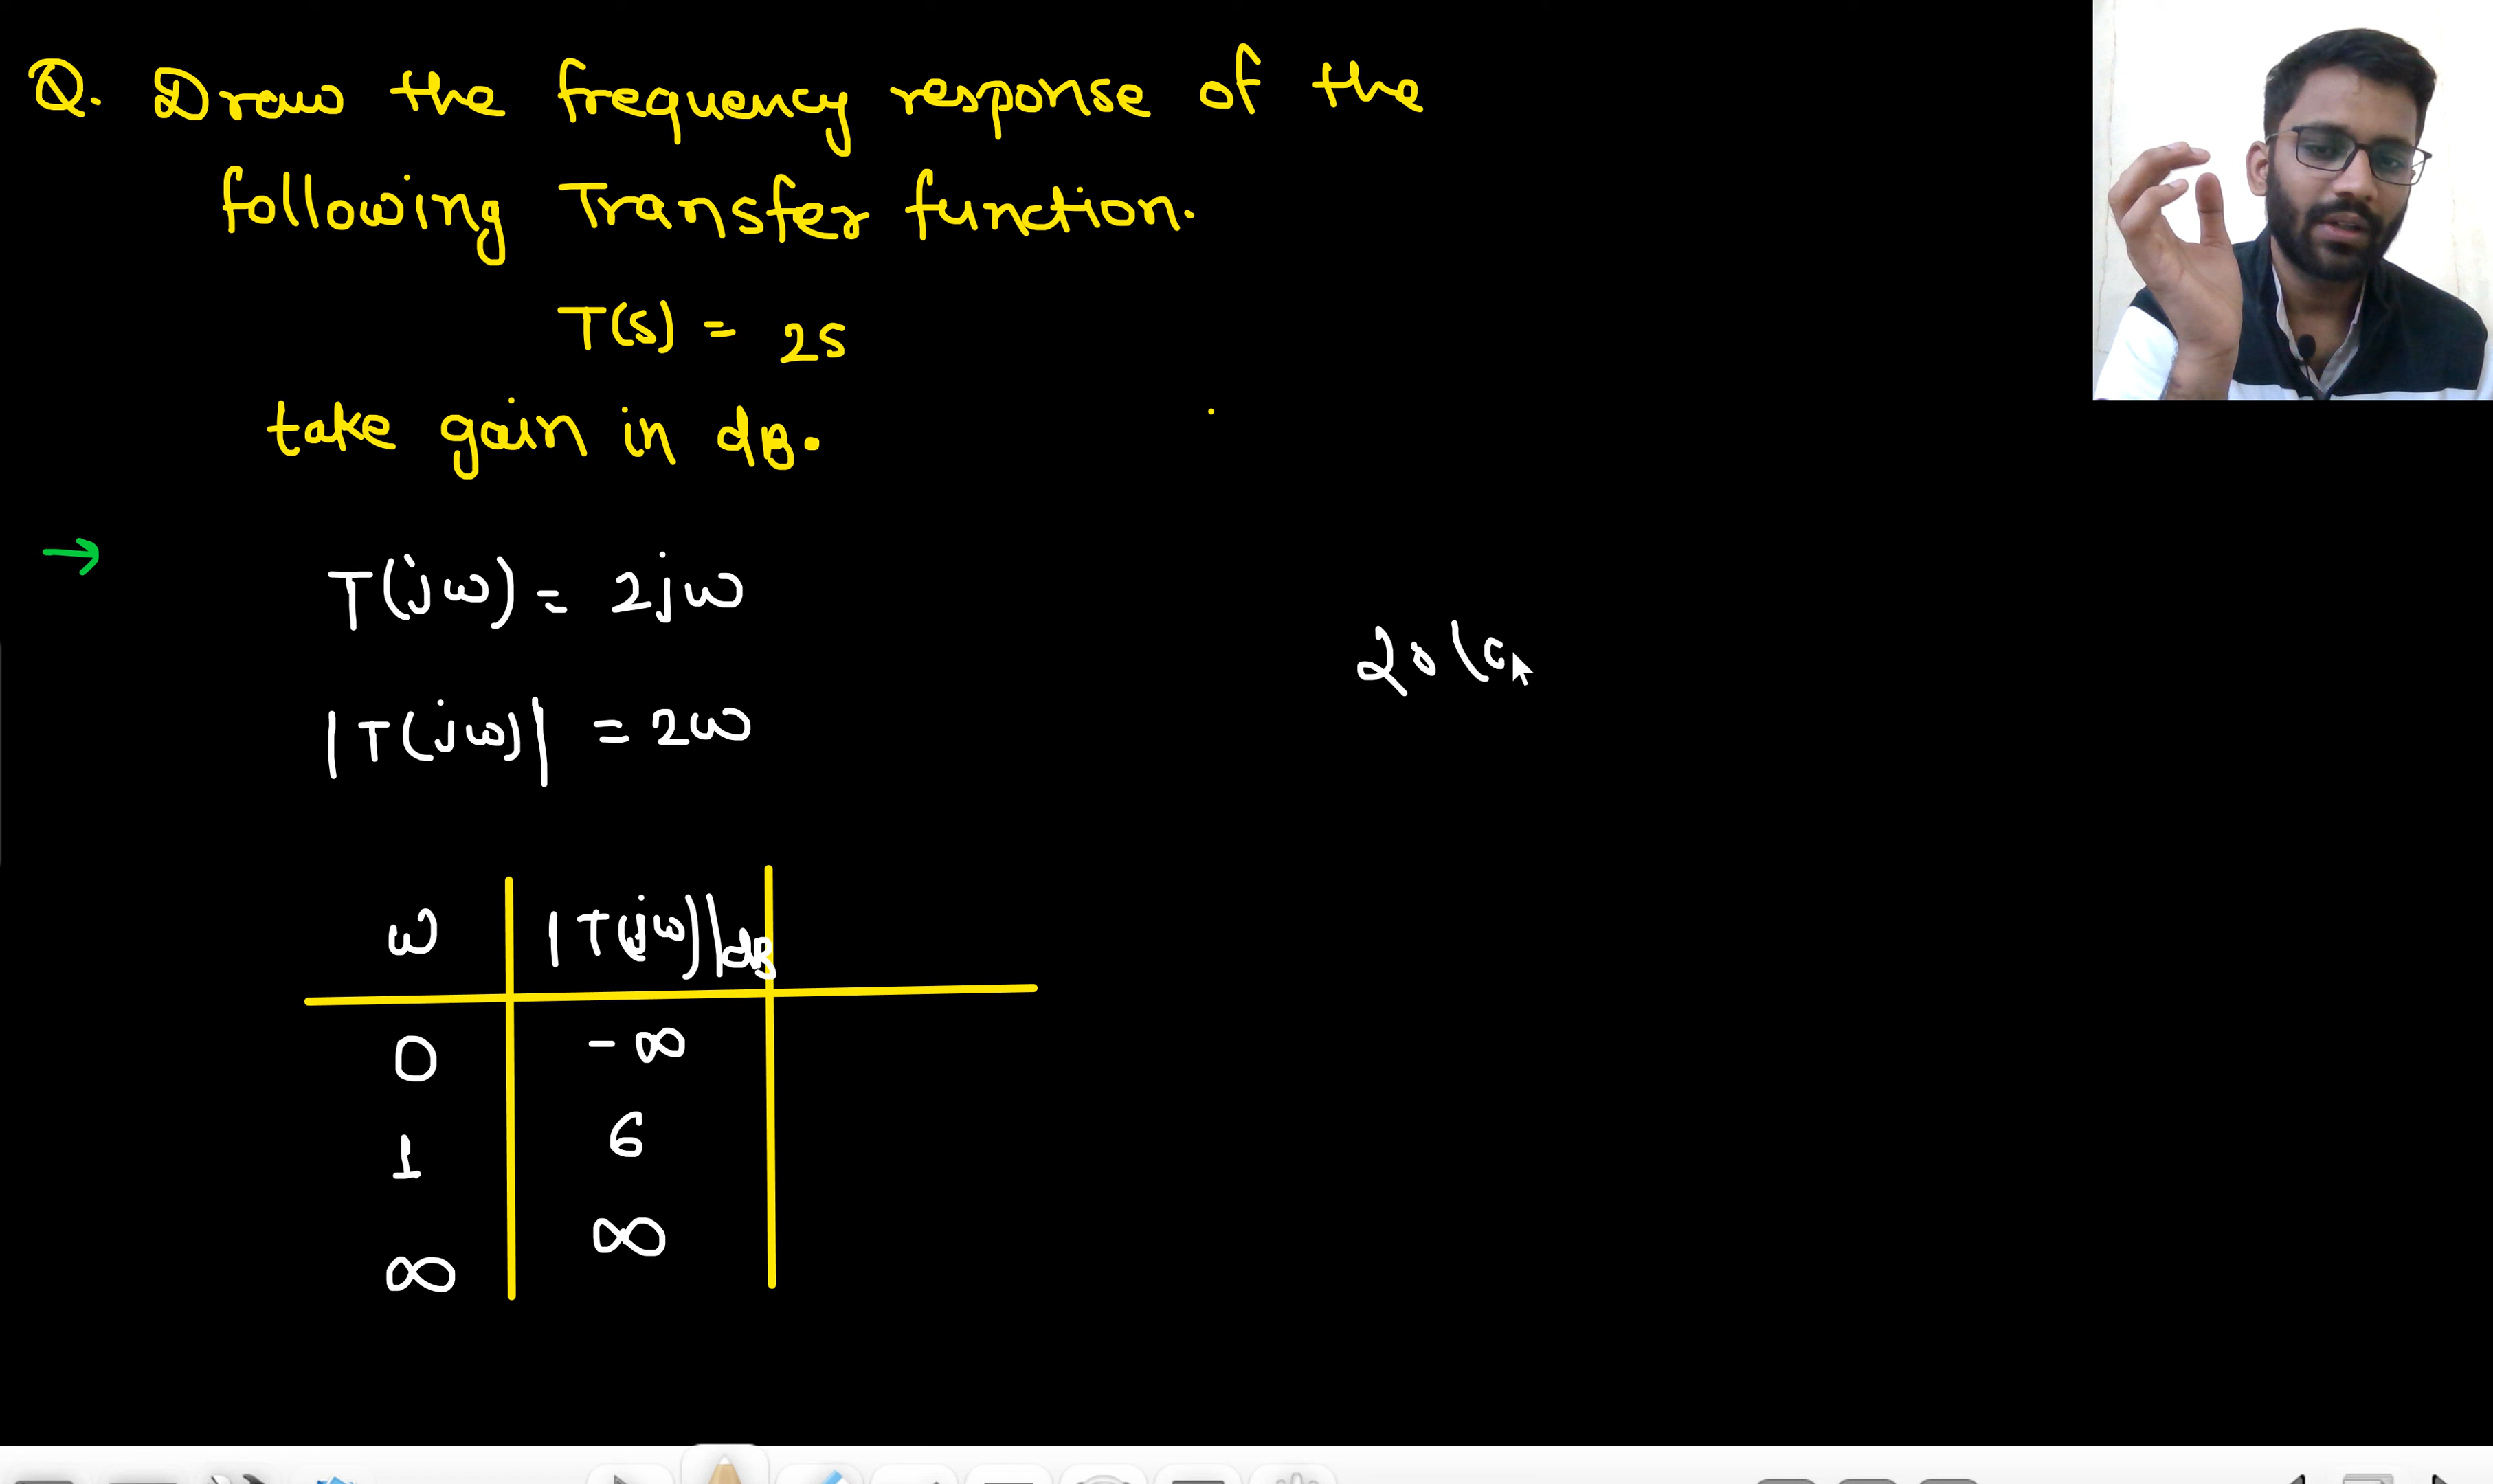 Q. Draw the frequency response of the
following Transfer function.
T(s) = 2s
take gain in dB.
→
T(jω) = 2jω
|T(jω)| = 2ω
20 l
ω |T(jω)|dB
0 -∞
1 6
∞ ∞